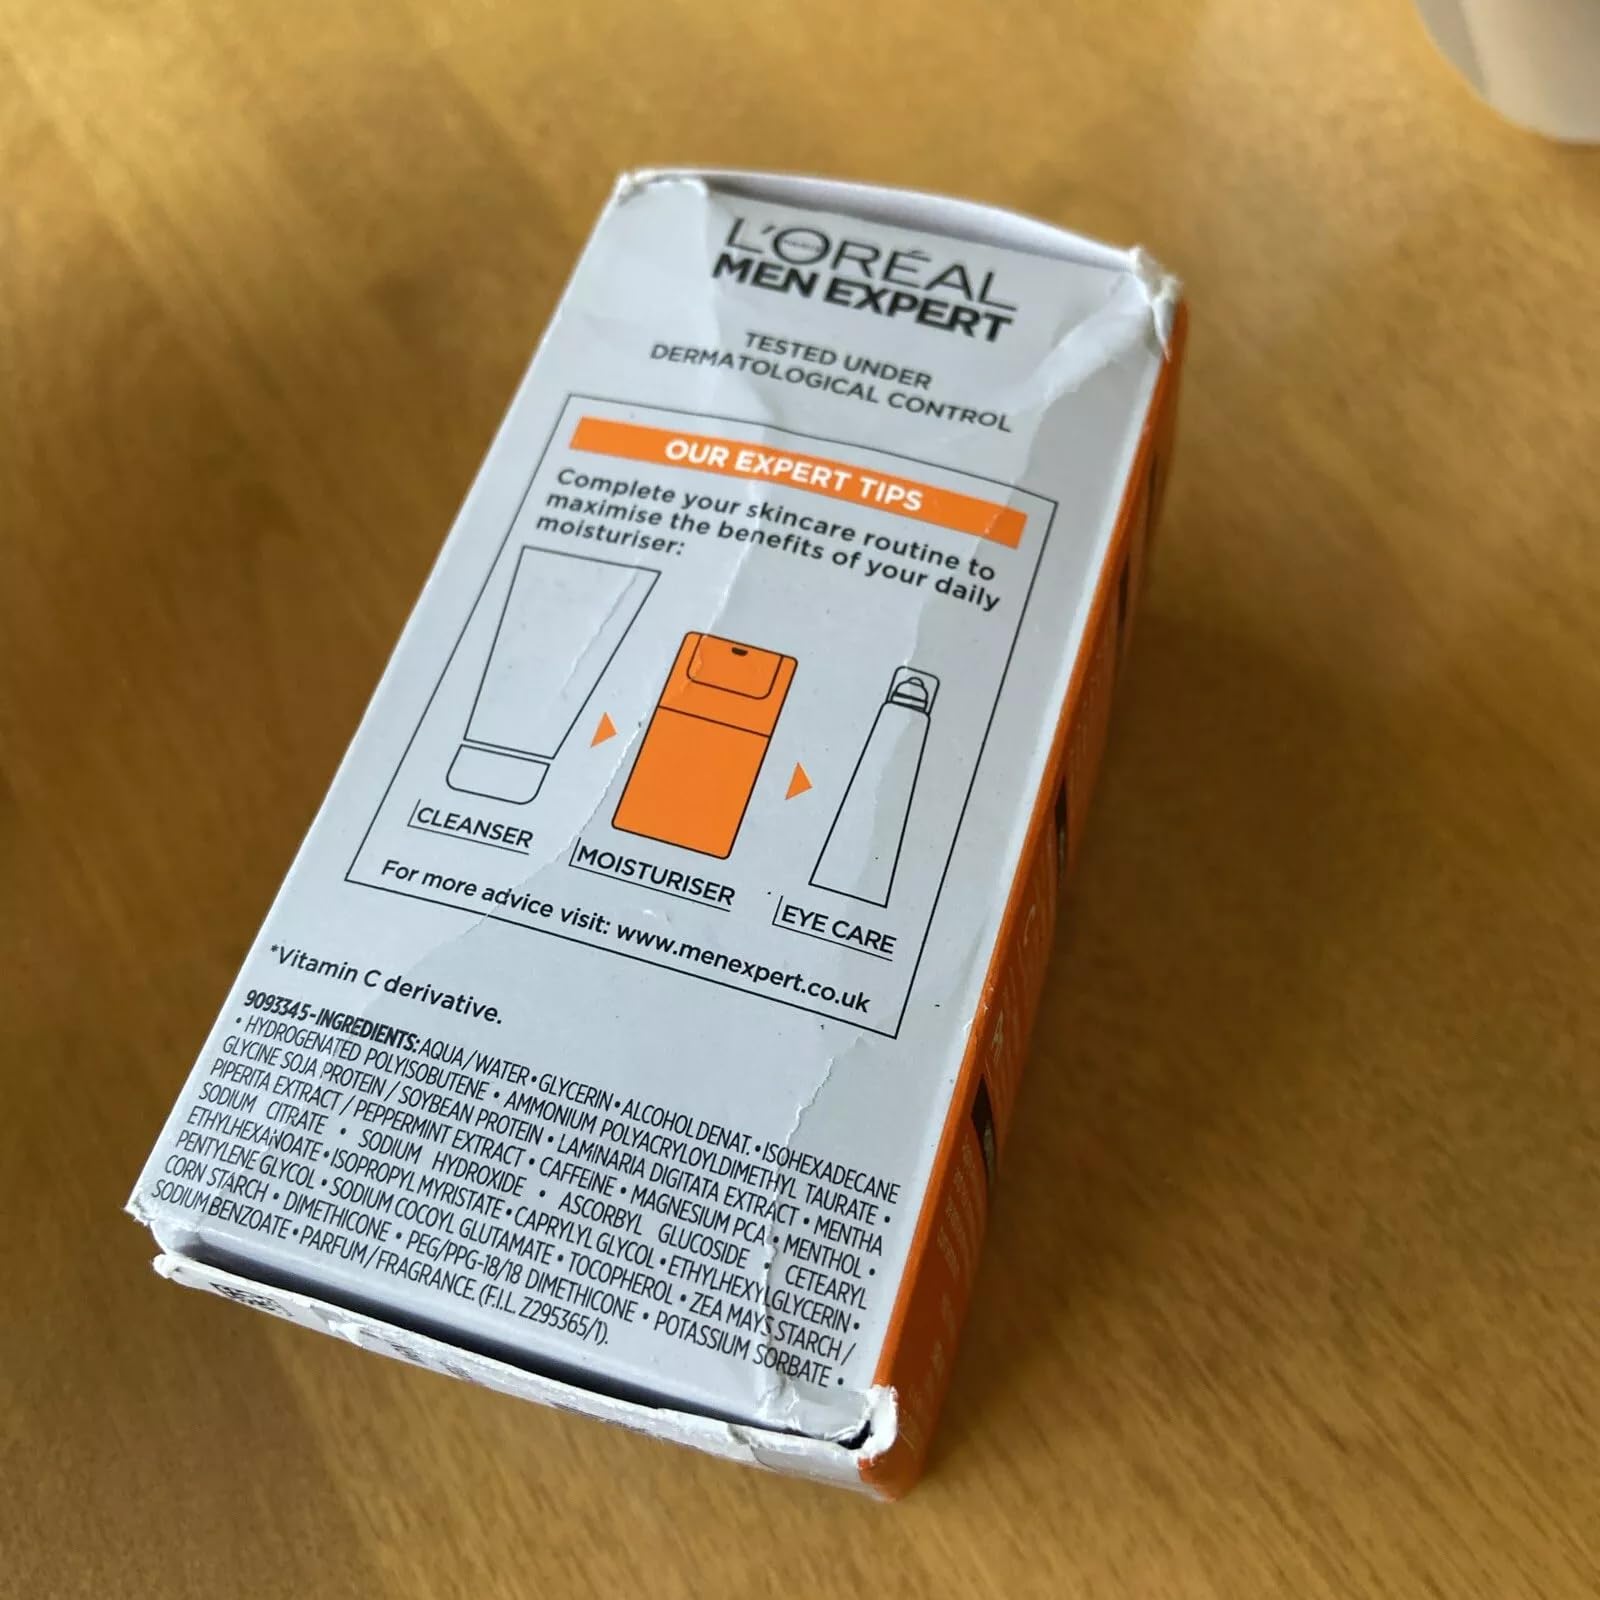 L'ORÉAL
PARIS
MEN EXPERT
TESTED UNDER
DERMATOLOGICAL CONTROL
OUR EXPERT TIPS
Complete your skincare routine to
maximise the benefits of your daily
moisturiser:
CLEANSER
MOISTURISER
EYE CARE
For more advice visit: www.menexpert.co.uk
*Vitamin C derivative.
9093345-INGREDIENTS: AQUA / WATER • GLYCERIN • ALCOHOL DENAT. • ISOHEXADECANE
• HYDROGENATED POLYISOBUTENE • AMMONIUM POLYACRYLOYLDIMETHYL TAURATE •
GLYCINE SOJA PROTEIN / SOYBEAN PROTEIN • LAMINARIA DIGITATA EXTRACT • MENTHA
PIPERITA EXTRACT / PEPPERMINT EXTRACT • CAFFEINE • MAGNESIUM PCA • MENTHOL •
SODIUM CITRATE • SODIUM HYDROXIDE • ASCORBYL GLUCOSIDE • CETEARYL
ETHYLHEXANOATE • ISOPROPYL MYRISTATE • CAPRYLYL GLYCOL • ETHYLHEXYLGLYCERIN •
PENTYLENE GLYCOL • SODIUM COCOYL GLUTAMATE • TOCOPHEROL • ZEA MAYS STARCH /
CORN STARCH • DIMETHICONE • PEG/PPG-18/18 DIMETHICONE • POTASSIUM SORBATE •
SODIUM BENZOATE • PARFUM / FRAGRANCE. (F.I.L. Z295365/1).